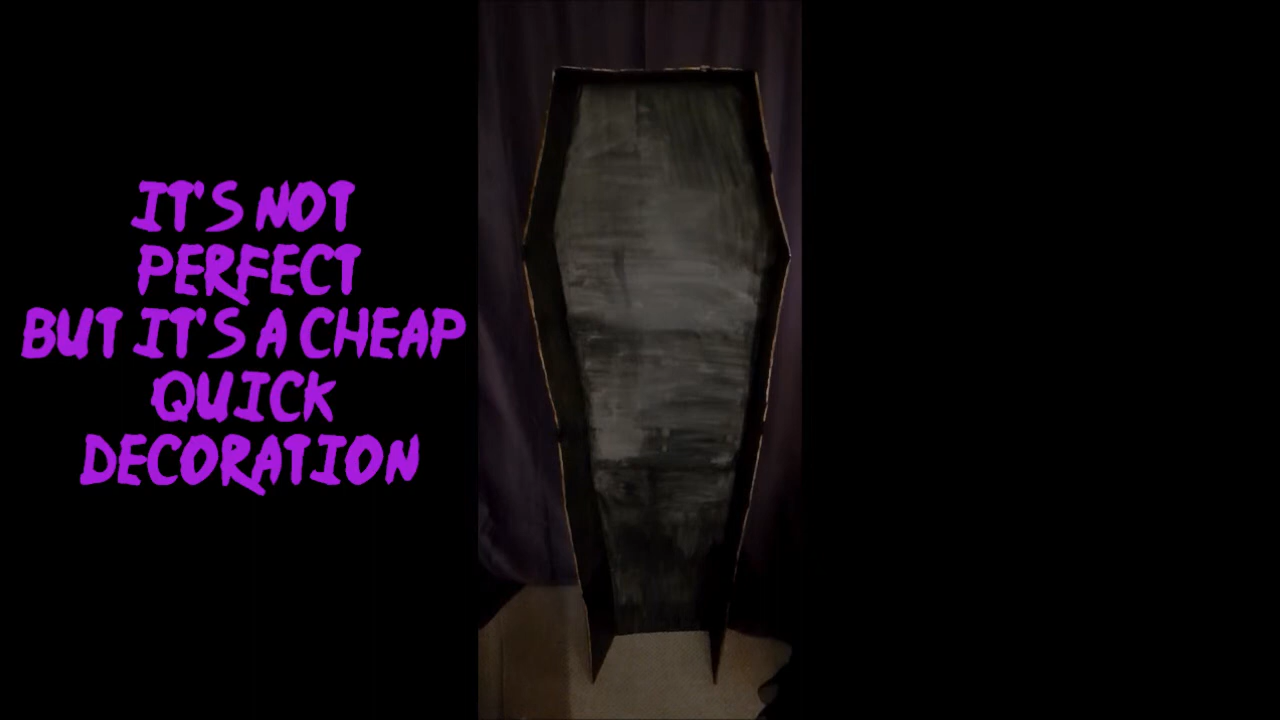 IT'S NOT
PERFECT
BUT IT'S A CHEAP
QUICK
DECORATION